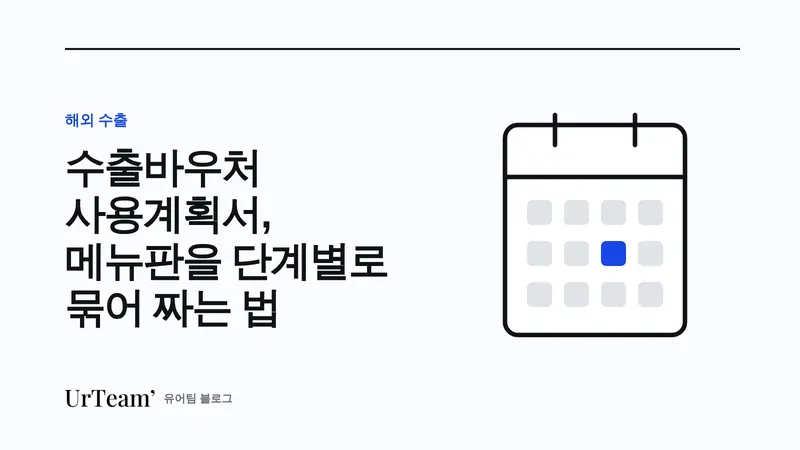 해외 수출
수출바우처
사용계획서,
메뉴판을 단계별로
묶어 짜는 법
UrTeam’ 유어팀 블로그